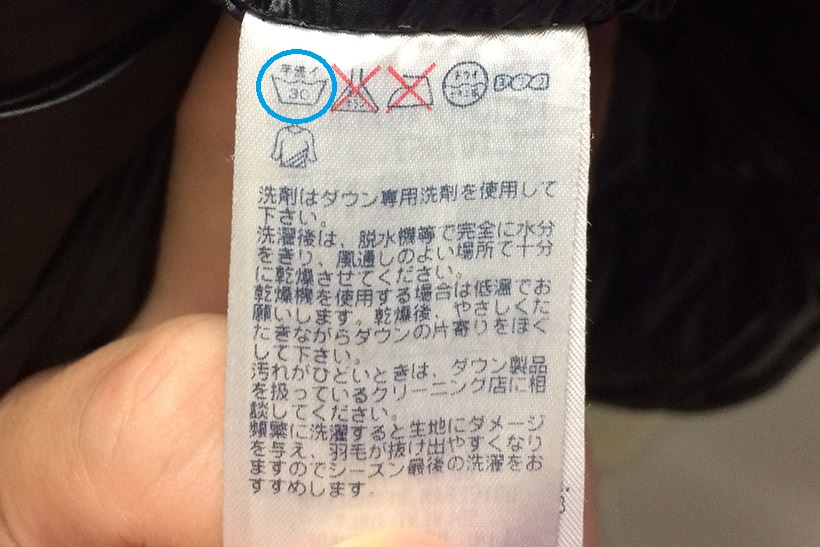 手洗イ
30
ドライ
洗剤はダウン専用洗剤を使用して
下さい。
洗濯後は、脱水機等で完全に水分
をきり、風通しのよい場所で十分
に乾燥させてください。
乾燥機を使用する場合は低温でお
願いします。乾燥後、やさしくた
たきながらダウンの片寄りをほぐ
して下さい。
汚れがひどいときは、ダウン製品
を扱っているクリーニング店に相
談してください。
頻繁に洗濯すると生地にダメージ
を与え、羽毛が抜け出やすくなり
ますのでシーズン最後の洗濯をお
すすめします。